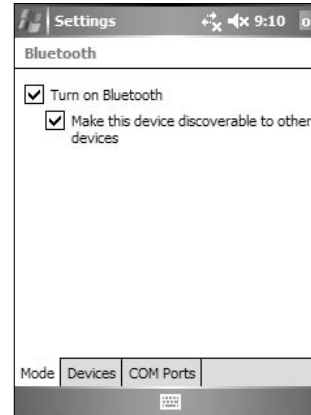 Settings 9:10
Bluetooth
Turn on Bluetooth
Make this device discoverable to other
devices
Mode Devices COM Ports